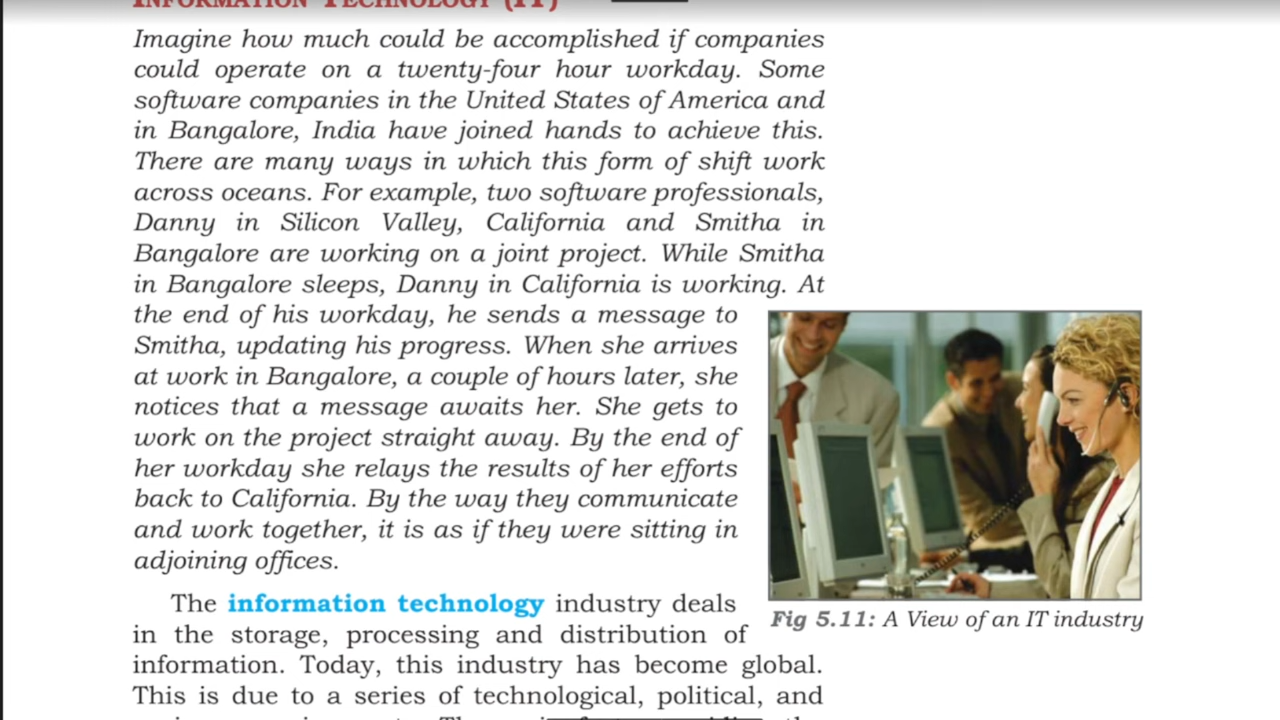 INFORMATION TECHNOLOGY (IT)
Imagine how much could be accomplished if companies
could operate on a twenty-four hour workday. Some
software companies in the United States of America and
in Bangalore, India have joined hands to achieve this.
There are many ways in which this form of shift work
across oceans. For example, two software professionals,
Danny in Silicon Valley, California and Smitha in
Bangalore are working on a joint project. While Smitha
in Bangalore sleeps, Danny in California is working. At
the end of his workday, he sends a message to
Smitha, updating his progress. When she arrives
at work in Bangalore, a couple of hours later, she
notices that a message awaits her. She gets to
work on the project straight away. By the end of
her workday she relays the results of her efforts
back to California. By the way they communicate
and work together, it is as if they were sitting in
adjoining offices.
The information technology industry deals
in the storage, processing and distribution of
information. Today, this industry has become global.
This is due to a series of technological, political, and
Fig 5.11: A View of an IT industry